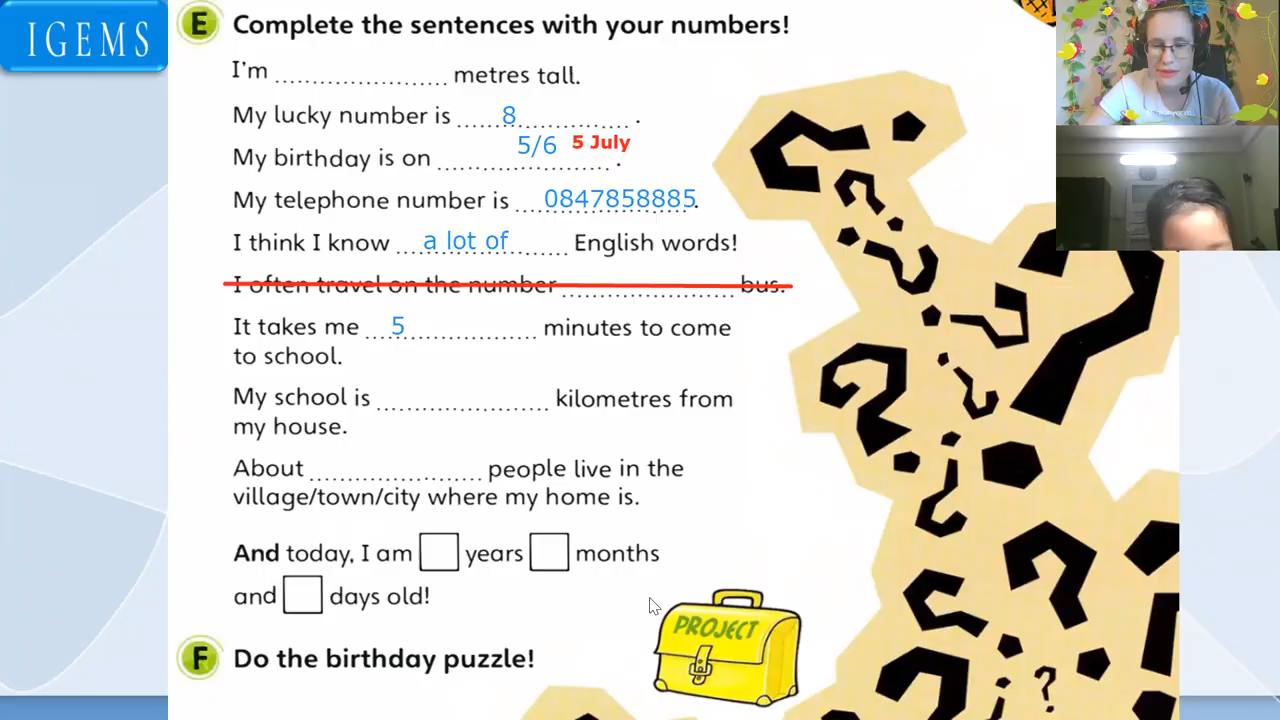 IGEMS
E Complete the sentences with your numbers!
I'm .................... metres tall.
My lucky number is 8 .
My birthday is on 5/6 5 July .
My telephone number is 0847858885.
I think I know a lot of English words!
I often travel on the number .................... bus.
It takes me 5 minutes to come
to school.
My school is .................... kilometres from
my house.
About .................... people live in the
village/town/city where my home is.
And today, I am years months
and days old!
PROJECT
F Do the birthday puzzle!